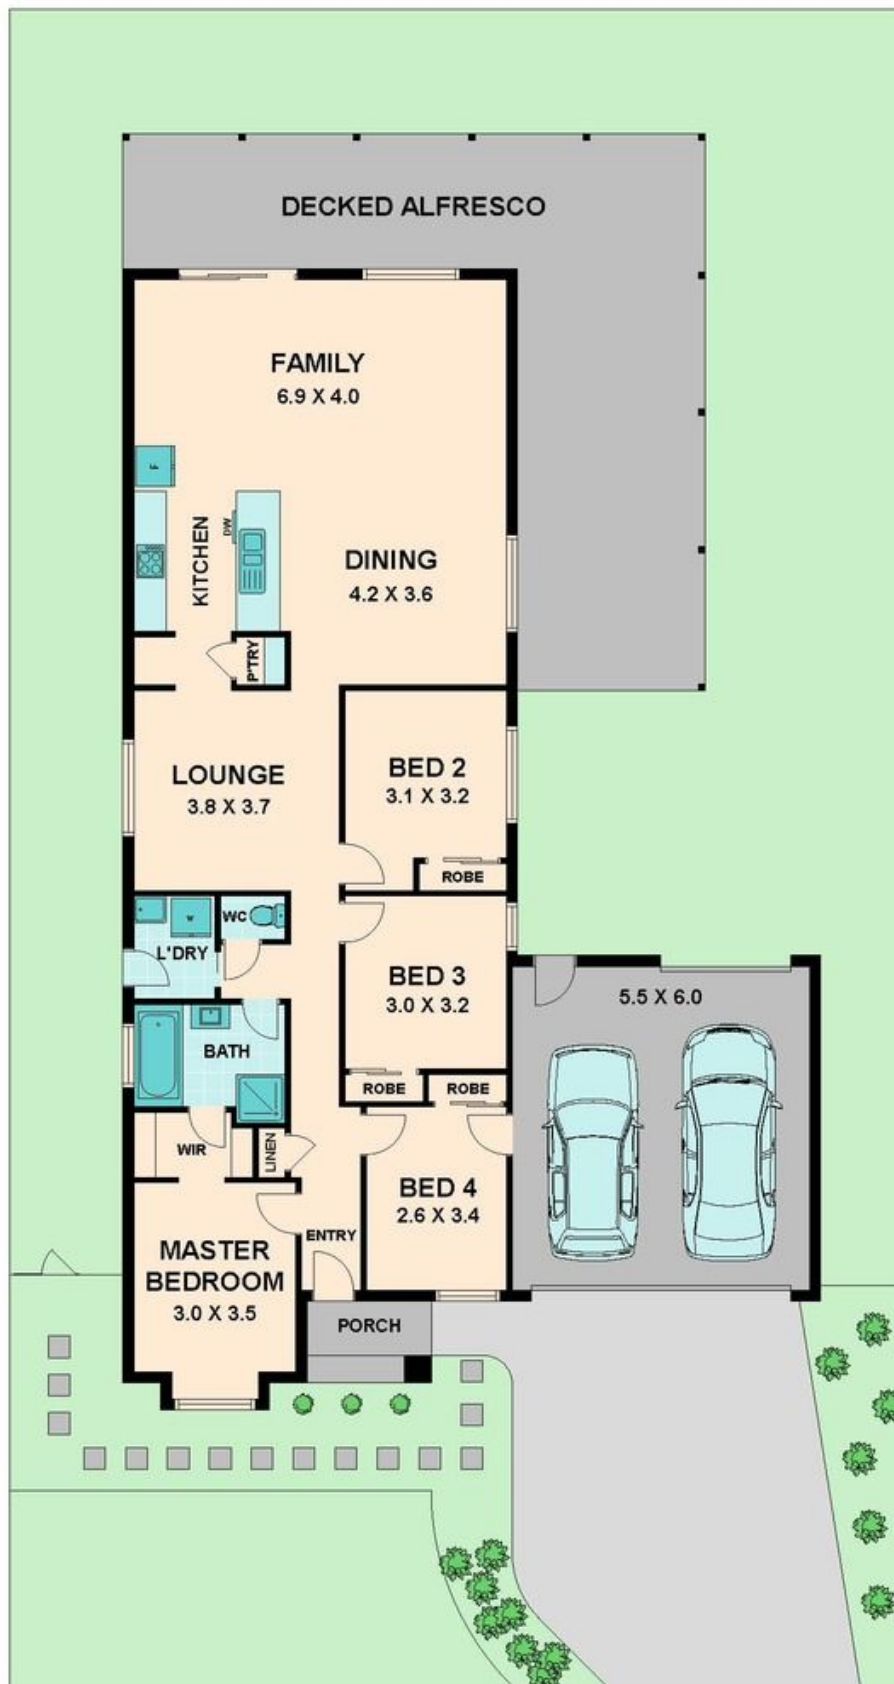 DECKED ALFRESCO
FAMILY
6.9 X 4.0
F
KITCHEN
DW
DINING
4.2 X 3.6
P'TRY
LOUNGE
3.8 X 3.7
BED 2
3.1 X 3.2
ROBE
W
WC
L'DRY
BED 3
3.0 X 3.2
5.5 X 6.0
BATH
ROBE
ROBE
WIR
LINEN
BED 4
2.6 X 3.4
ENTRY
MASTER
BEDROOM
3.0 X 3.5
PORCH